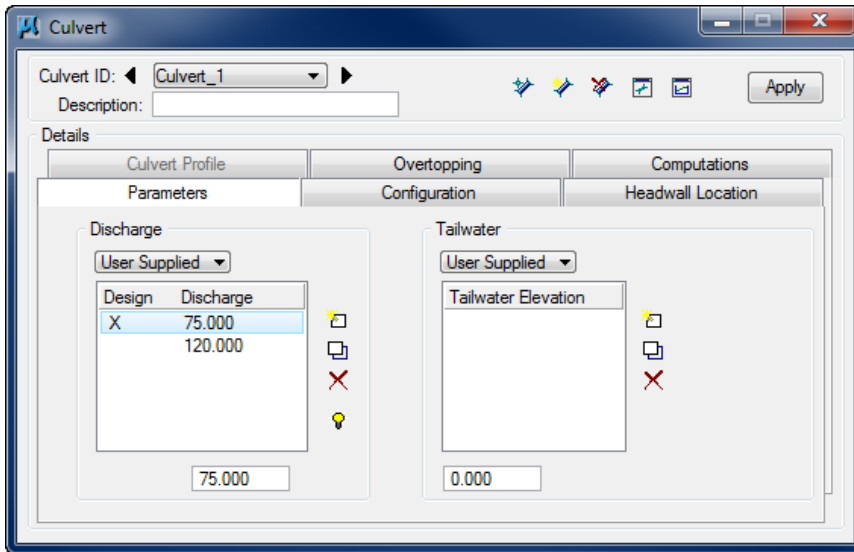 Culvert
Culvert ID: Culvert_1
Apply
Description:
Details
Culvert Profile Overtopping Computations
Parameters Configuration Headwall Location
Discharge Tailwater
User Supplied User Supplied
Design Discharge Tailwater Elevation
X 75.000
120.000
75.000 0.000